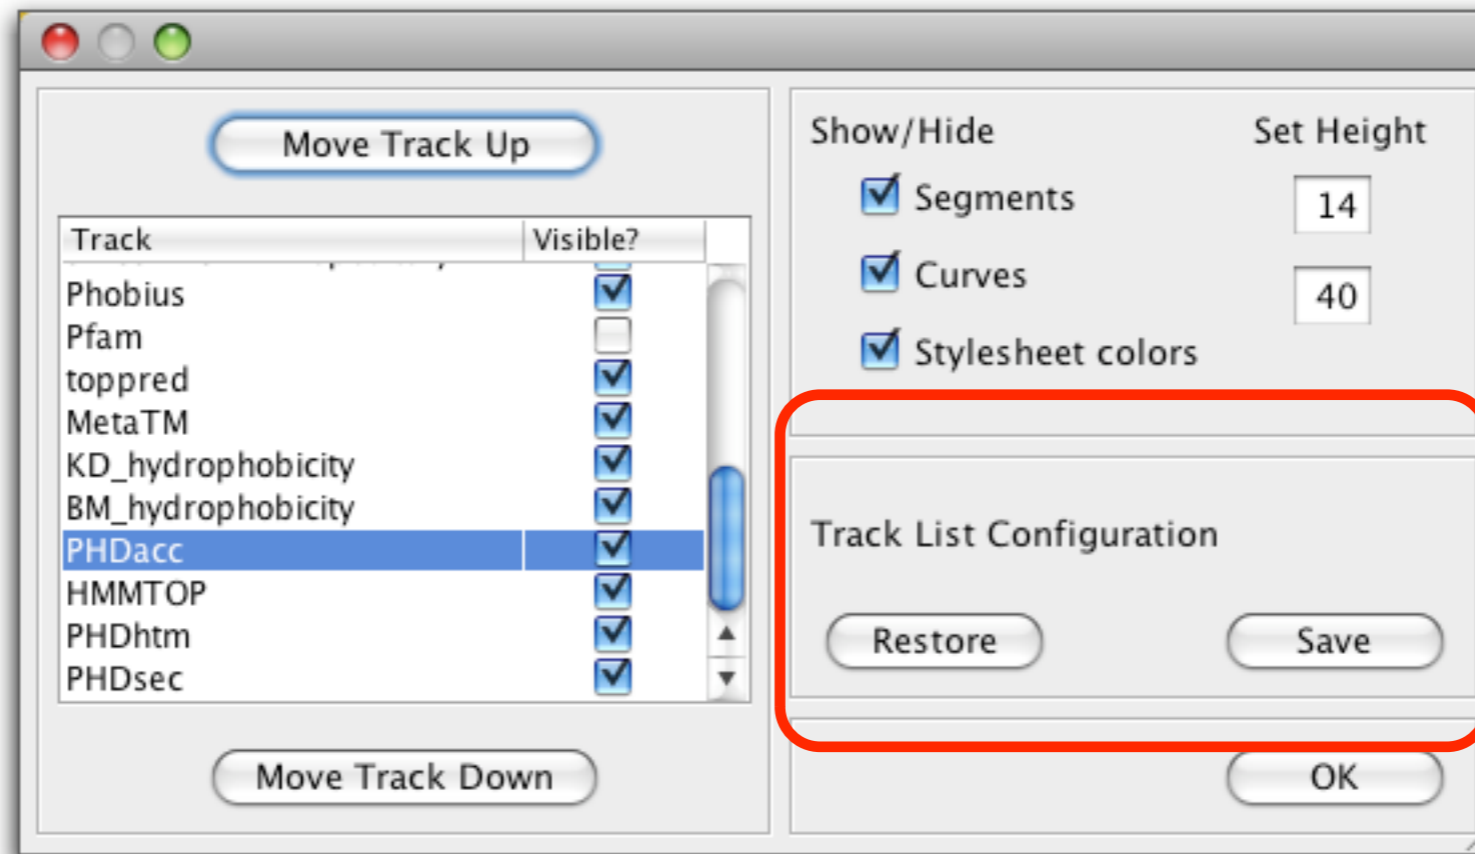 Move Track Up
Track Visible?
Phobius
Pfam
toppred
MetaTM
KD_hydrophobicity
BM_hydrophobicity
PHDacc
HMMTOP
PHDhtm
PHDsec
Move Track Down
Show/Hide Set Height
Segments 14
Curves 40
Stylesheet colors
Track List Configuration
Restore Save
OK